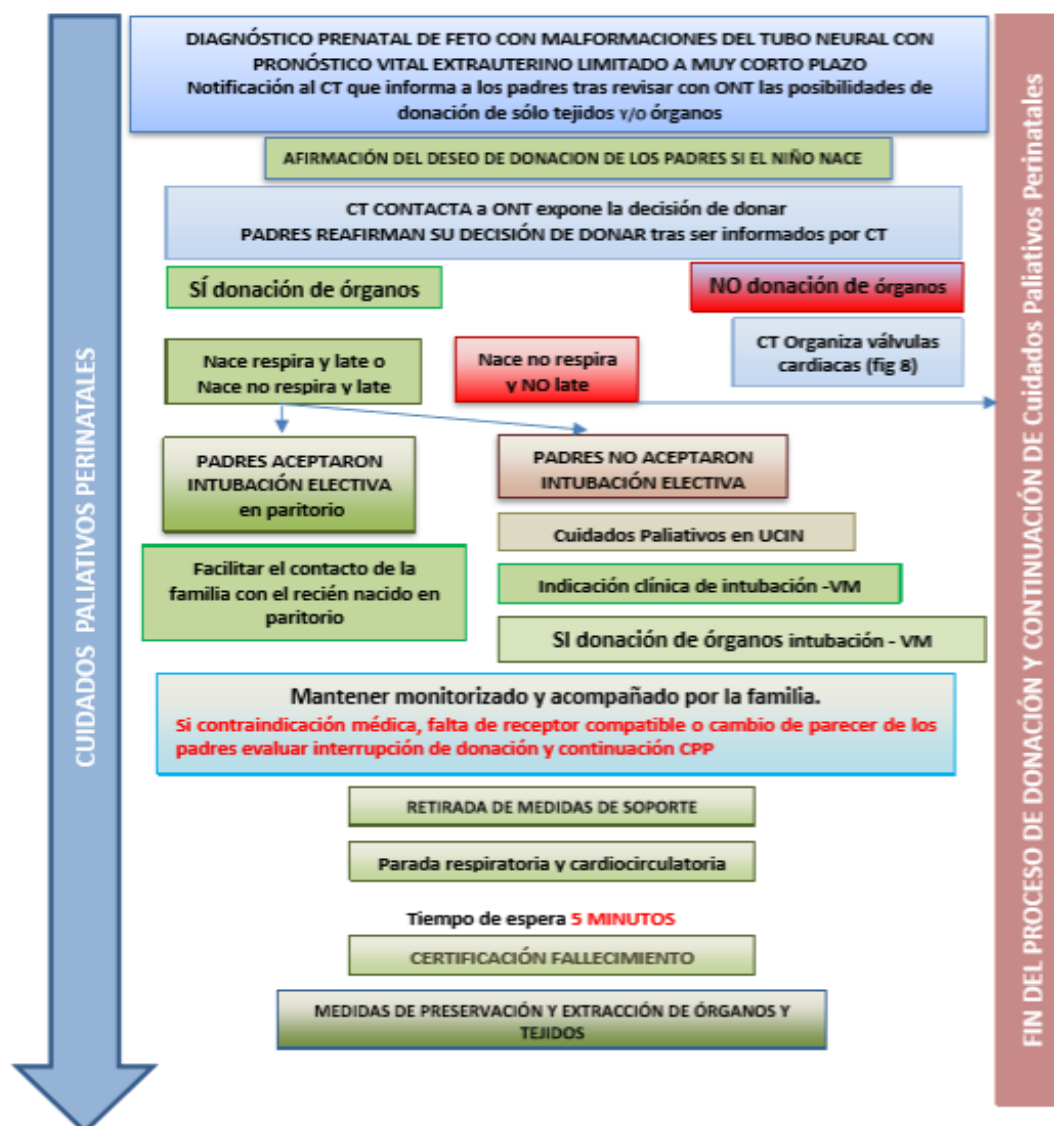 DIAGNÓSTICO PRENATAL DE FETO CON MALFORMACIONES DEL TUBO NEURAL CON
PRONÓSTICO VITAL EXTRAUTERINO LIMITADO A MUY CORTO PLAZO
Notificación al CT que informa a los padres tras revisar con ONT las posibilidades de
donación de sólo tejidos Y/O órganos
AFIRMACIÓN DEL DESEO DE DONACION DE LOS PADRES SI EL NIÑO NACE
CT CONTACTA a ONT expone la decisión de donar
PADRES REAFIRMAN SU DECISIÓN DE DONAR tras ser informados por CT
SÍ donación de órganos
NO donación de órganos
CT Organiza válvulas
cardiacas (fig 8)
Nace respira y late o
Nace no respira y late
Nace no respira
y NO late
PADRES ACEPTARON
INTUBACIÓN ELECTIVA
en paritorio
PADRES NO ACEPTARON
INTUBACIÓN ELECTIVA
Facilitar el contacto de la
familia con el recién nacido en
paritorio
Cuidados Paliativos en UCIN
Indicación clínica de intubación -VM
SI donación de órganos intubación - VM
Mantener monitorizado y acompañado por la familia.
Si contraindicación médica, falta de receptor compatible o cambio de parecer de los
padres evaluar interrupción de donación y continuación CPP
RETIRADA DE MEDIDAS DE SOPORTE
Parada respiratoria y cardiocirculatoria
Tiempo de espera 5 MINUTOS
CERTIFICACIÓN FALLECIMIENTO
MEDIDAS DE PRESERVACIÓN Y EXTRACCIÓN DE ÓRGANOS Y
TEJIDOS
CUIDADOS PALIATIVOS PERINATALES
FIN DEL PROCESO DE DONACIÓN Y CONTINUACIÓN DE Cuidados Paliativos Perinatales